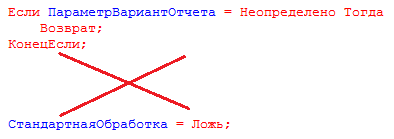 Если ПараметрВариантОтчета = Неопределено Тогда
    Возврат;
КонецЕсли;
СтандартнаяОбработка = Ложь;